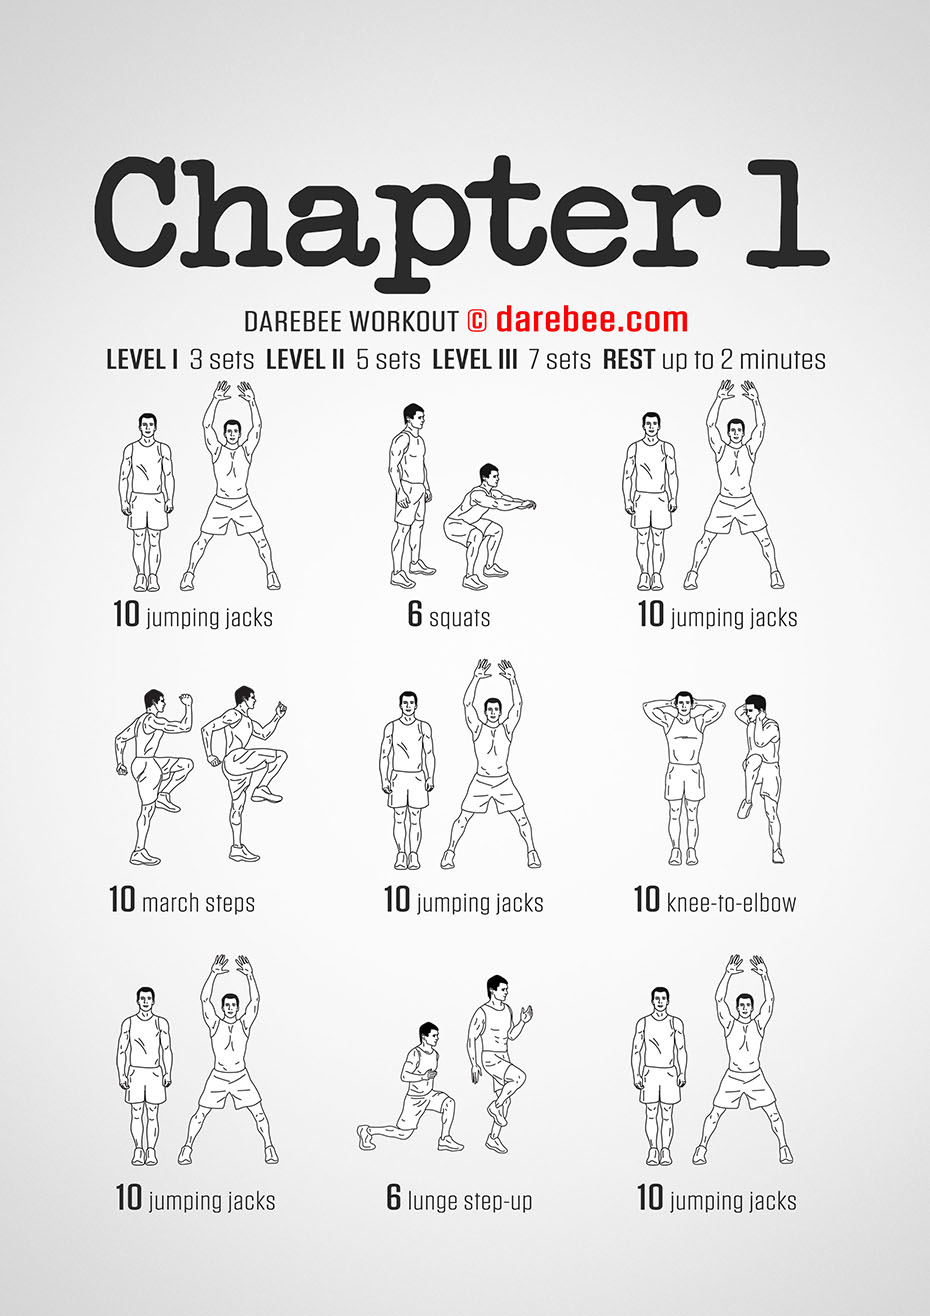 Chapter 1
DAREBEE WORKOUT © darebee.com
LEVEL I 3 sets LEVEL II 5 sets LEVEL III 7 sets REST up to 2 minutes
10 jumping jacks
6 squats
10 jumping jacks
10 march steps
10 jumping jacks
10 knee-to-elbow
10 jumping jacks
6 lunge step-up
10 jumping jacks